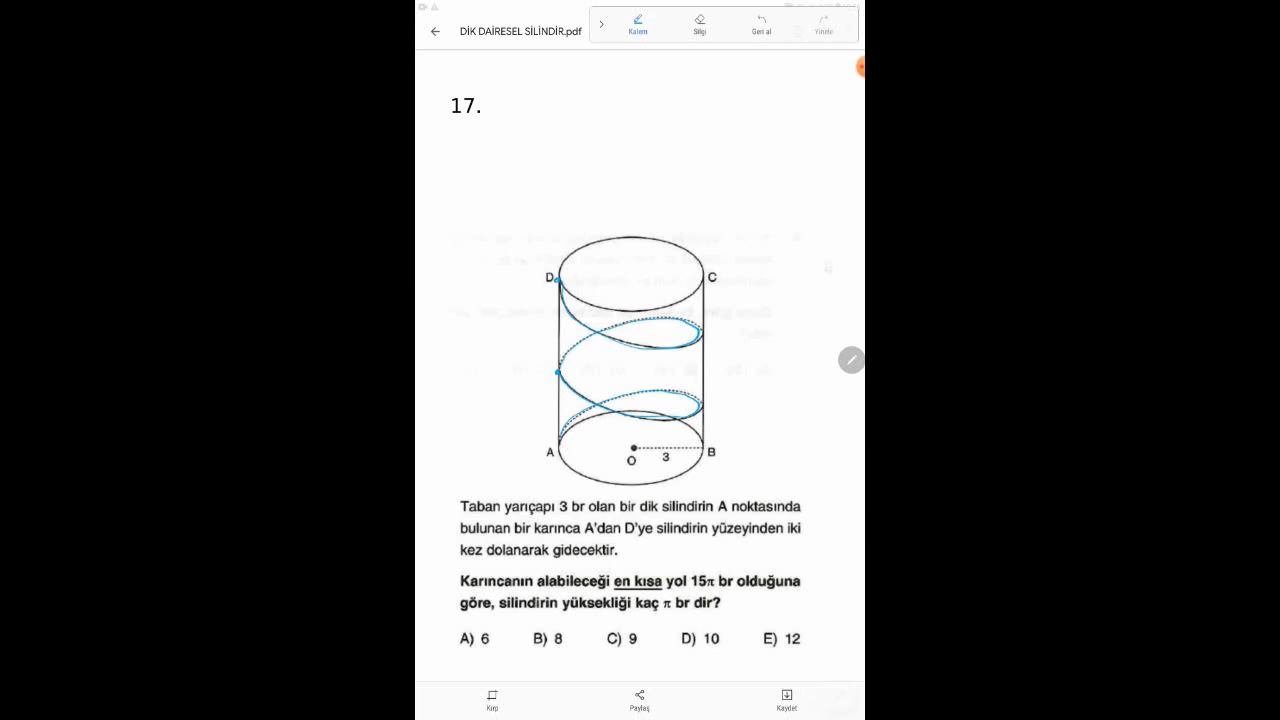 DİK DAİRESEL SİLİNDİR.pdf
Kalem
Silgi
Geri al
Yinele
17.
D
C
A
O
3
B
Taban yarıçapı 3 br olan bir dik silindirin A noktasında
bulunan bir karınca A'dan D'ye silindirin yüzeyinden iki
kez dolanarak gidecektir.
Karıncanın alabileceği en kısa yol 15π br olduğuna
göre, silindirin yüksekliği kaç π br dir?
A) 6 B) 8 C) 9 D) 10 E) 12
Kırp
Paylaş
Kaydet